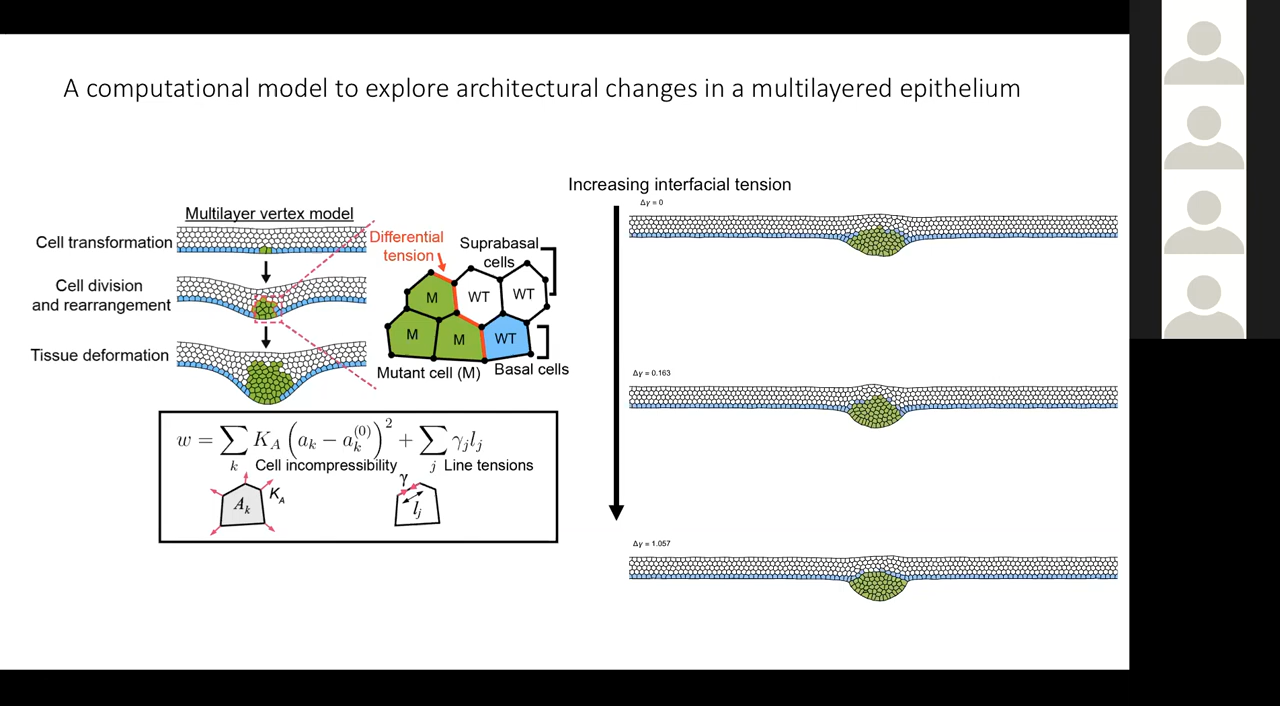 A computational model to explore architectural changes in a multilayered epithelium
Multilayer vertex model
Cell transformation
Cell division
and rearrangement
Tissue deformation
Differential
tension
Suprabasal
cells
M
WT
WT
M
M
WT
Mutant cell (M)
Basal cells
w = ∑_k K_A (a_k − a_k^{(0)})^2 + ∑_j γ_j l_j
Cell incompressibility
Line tensions
A_k
K_A
γ
l_j
Increasing interfacial tension
Δγ = 0
Δγ = 0.163
Δγ = 1.057